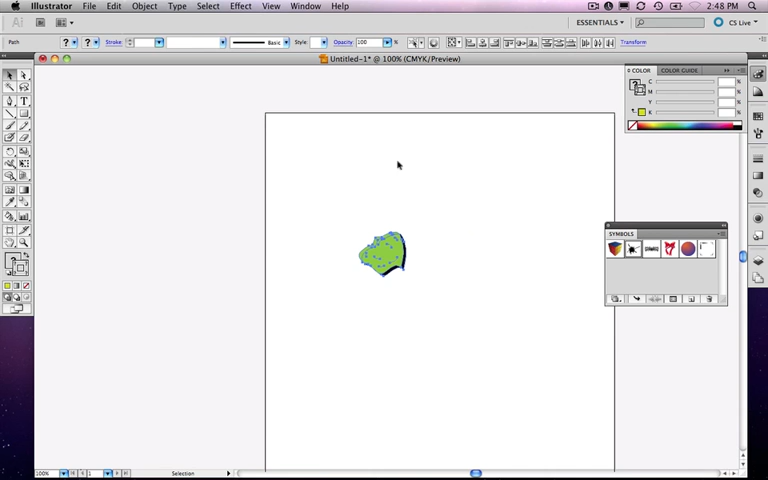 Illustrator File Edit Object Type Select Effect View Window Help 2:48 PM
Ai ESSENTIALS CS Live
Path ? ? Stroke: Basic Style: Opacity: 100 % Transform
Untitled-1* @ 100% (CMYK/Preview)
COLOR COLOR GUIDE
C %
M %
Y %
K %
SYMBOLS
T
? ?
100% 1 Selection